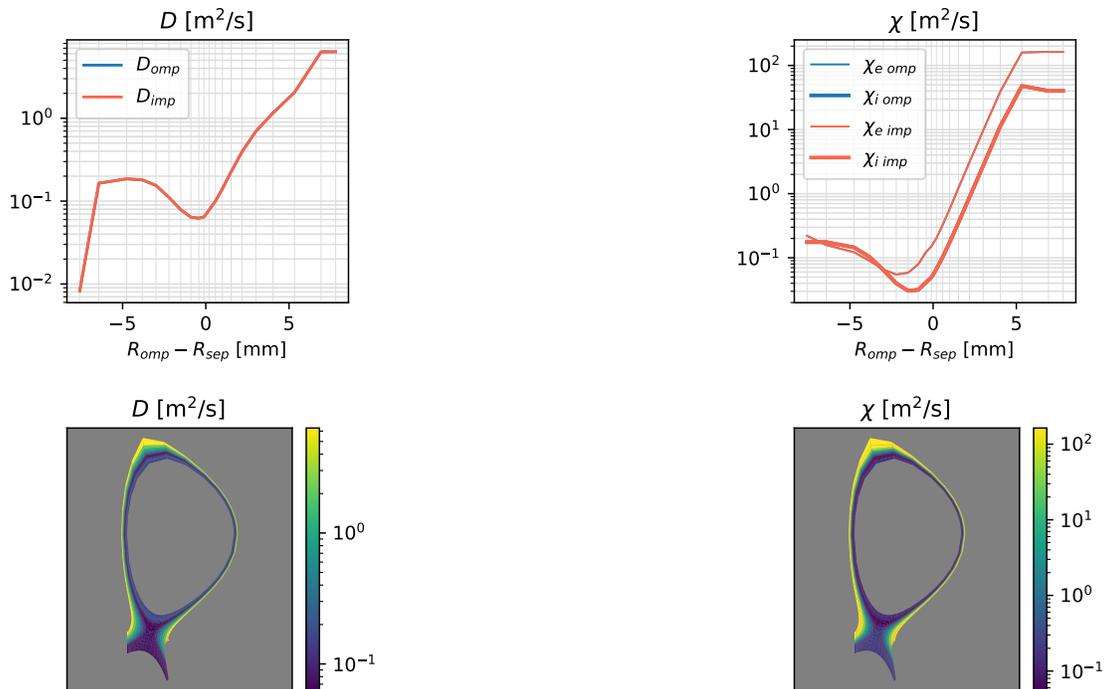 D [m²/s]
χ [m²/s]
D_omp
D_imp
χ_e omp
χ_i omp
χ_e imp
χ_i imp
10⁰
10⁻¹
10⁻²
10²
10¹
10⁰
10⁻¹
−5 0 5
−5 0 5
R_omp − R_sep [mm]
R_omp − R_sep [mm]
D [m²/s]
χ [m²/s]
10⁰
10⁻¹
10²
10¹
10⁰
10⁻¹